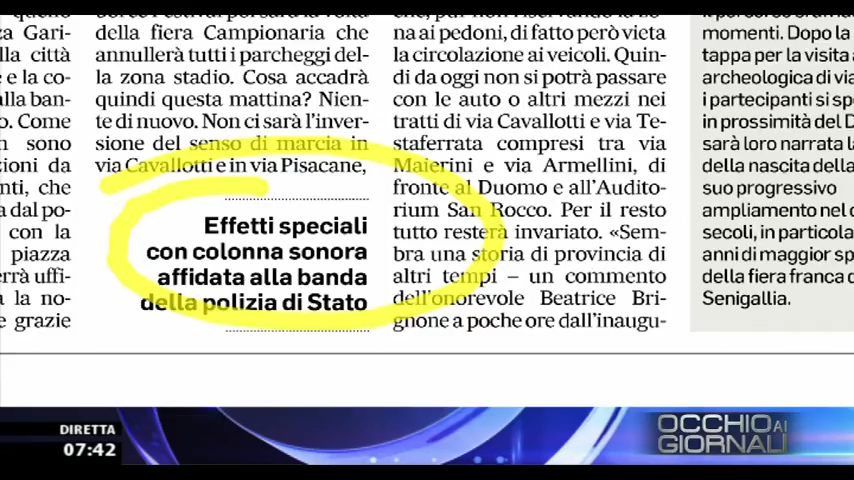 za Gari-
lla città
e e la co-
alla ban-
o. Come
sono
zioni da
nti, che
a dal po-
con la
piazza
errà uffi-
a la no-
e grazie
della fiera Campionaria che
annullerà tutti i parcheggi del-
la zona stadio. Cosa accadrà
quindi questa mattina? Nien-
te di nuovo. Non ci sarà l'inver-
sione del senso di marcia in
via Cavallotti e in via Pisacane,
Effetti speciali
con colonna sonora
affidata alla banda
della polizia di Stato
na ai pedoni, di fatto però vieta
la circolazione ai veicoli. Quin-
di da oggi non si potrà passare
con le auto o altri mezzi nei
tratti di via Cavallotti e via Te-
staferrata compresi tra via
Maierini e via Armellini, di
fronte al Duomo e all'Audito-
rium San Rocco. Per il resto
tutto resterà invariato. «Sem-
bra una storia di provincia di
altri tempi – un commento
dell'onorevole Beatrice Bri-
gnone a poche ore dall'inaugu-
momenti. Dopo la
tappa per la visita a
archeologica di via
i partecipanti si sp
in prossimità del D
sarà loro narrata l
della nascita della
suo progressivo
ampliamento nel c
secoli, in particola
anni di maggior sp
della fiera franca d
Senigallia.
DIRETTA
07:42
OCCHIO AI
GIORNALI